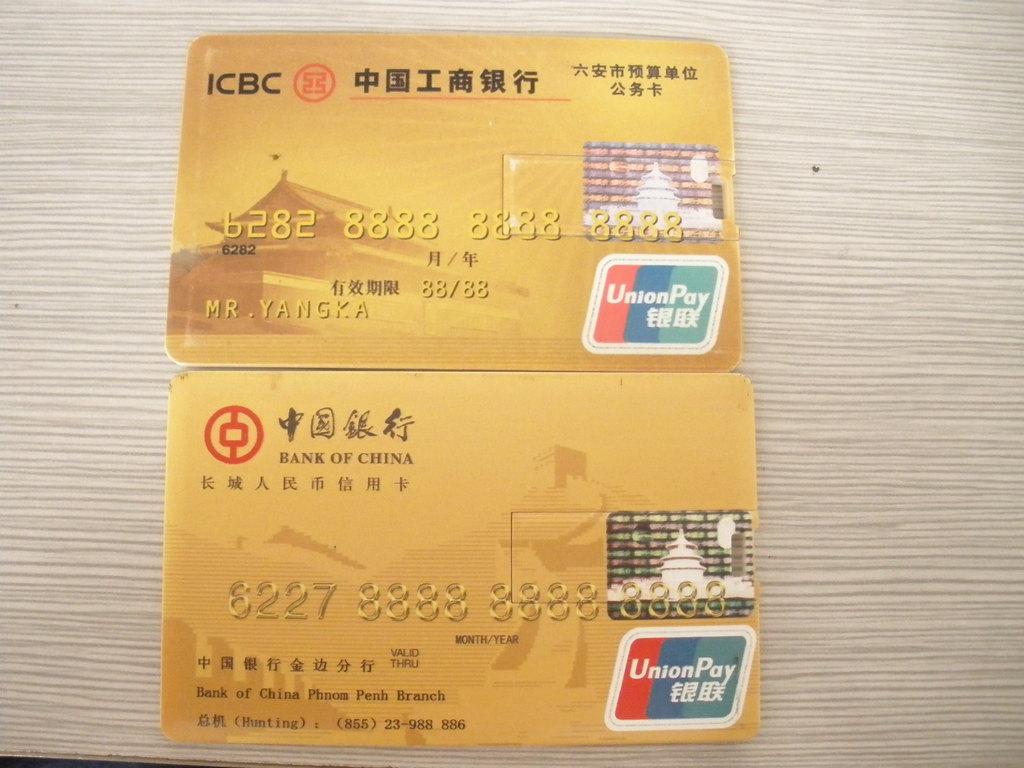 ICBC 中国工商银行
六安市预算单位
公务卡
6282 8888 8888 8888
6282
月/年
有效期限 88/88
MR.YANGKA
UnionPay
银联
中国銀行
BANK OF CHINA
长城人民币信用卡
6227 8888 8888 8888
MONTH/YEAR
VALID
THRU
中国银行金边分行
Bank of China Phnom Penh Branch
总机(Hunting): (855) 23-988 886
UnionPay
银联